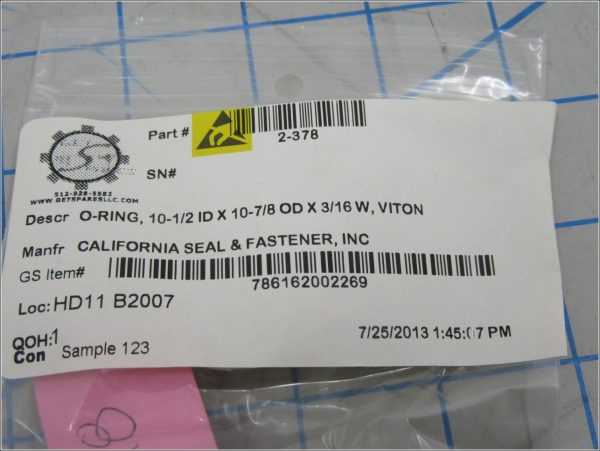 Part #
2-378
SN#
512-928-5583
WWW.GETSPARESLLC.COM
Descr O-RING, 10-1/2 ID X 10-7/8 OD X 3/16 W, VITON
Manfr CALIFORNIA SEAL & FASTENER, INC
GS Item#
786162002269
Loc: HD11 B2007
QOH:1
7/25/2013 1:45:07 PM
Con Sample 123